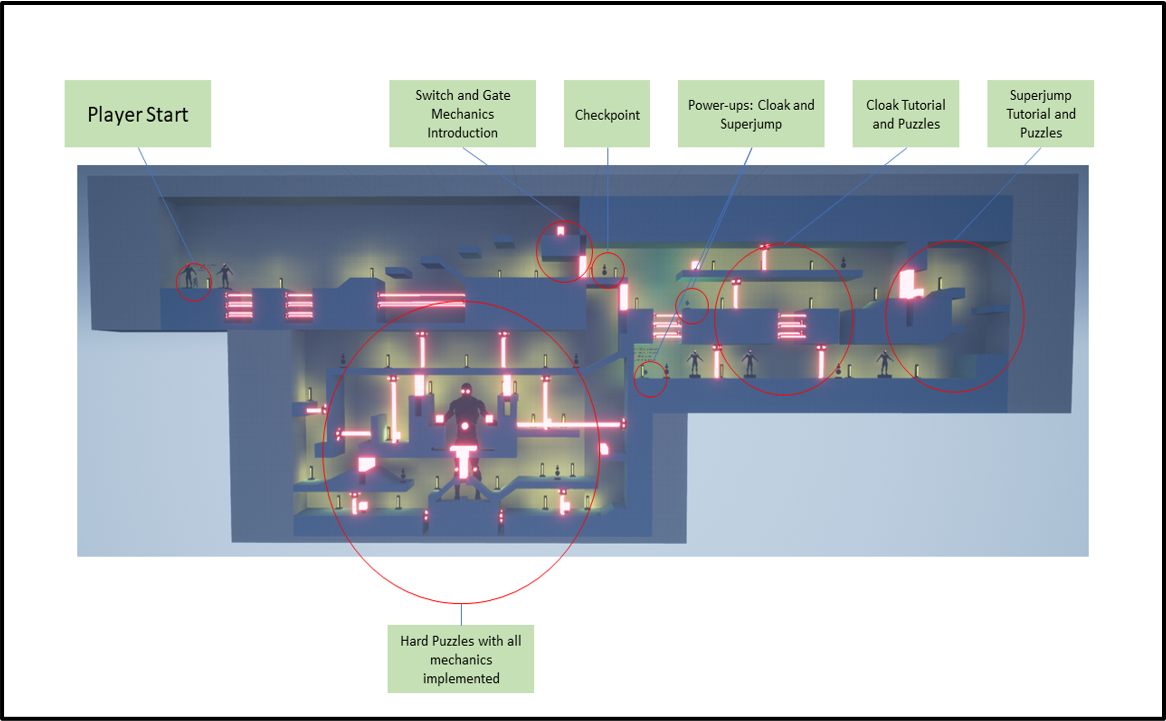 Player Start
Switch and Gate
Mechanics
Introduction
Checkpoint
Power-ups: Cloak and
Superjump
Cloak Tutorial
and Puzzles
Superjump
Tutorial and
Puzzles
Hard Puzzles with all
mechanics
implemented